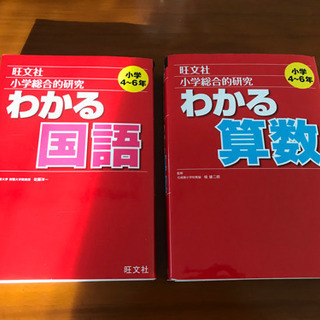 旺文社
小学総合的研究
小学
4～6年
わかる
国語
旺文社
旺文社
小学総合的研究
小学
4～6年
わかる
算数